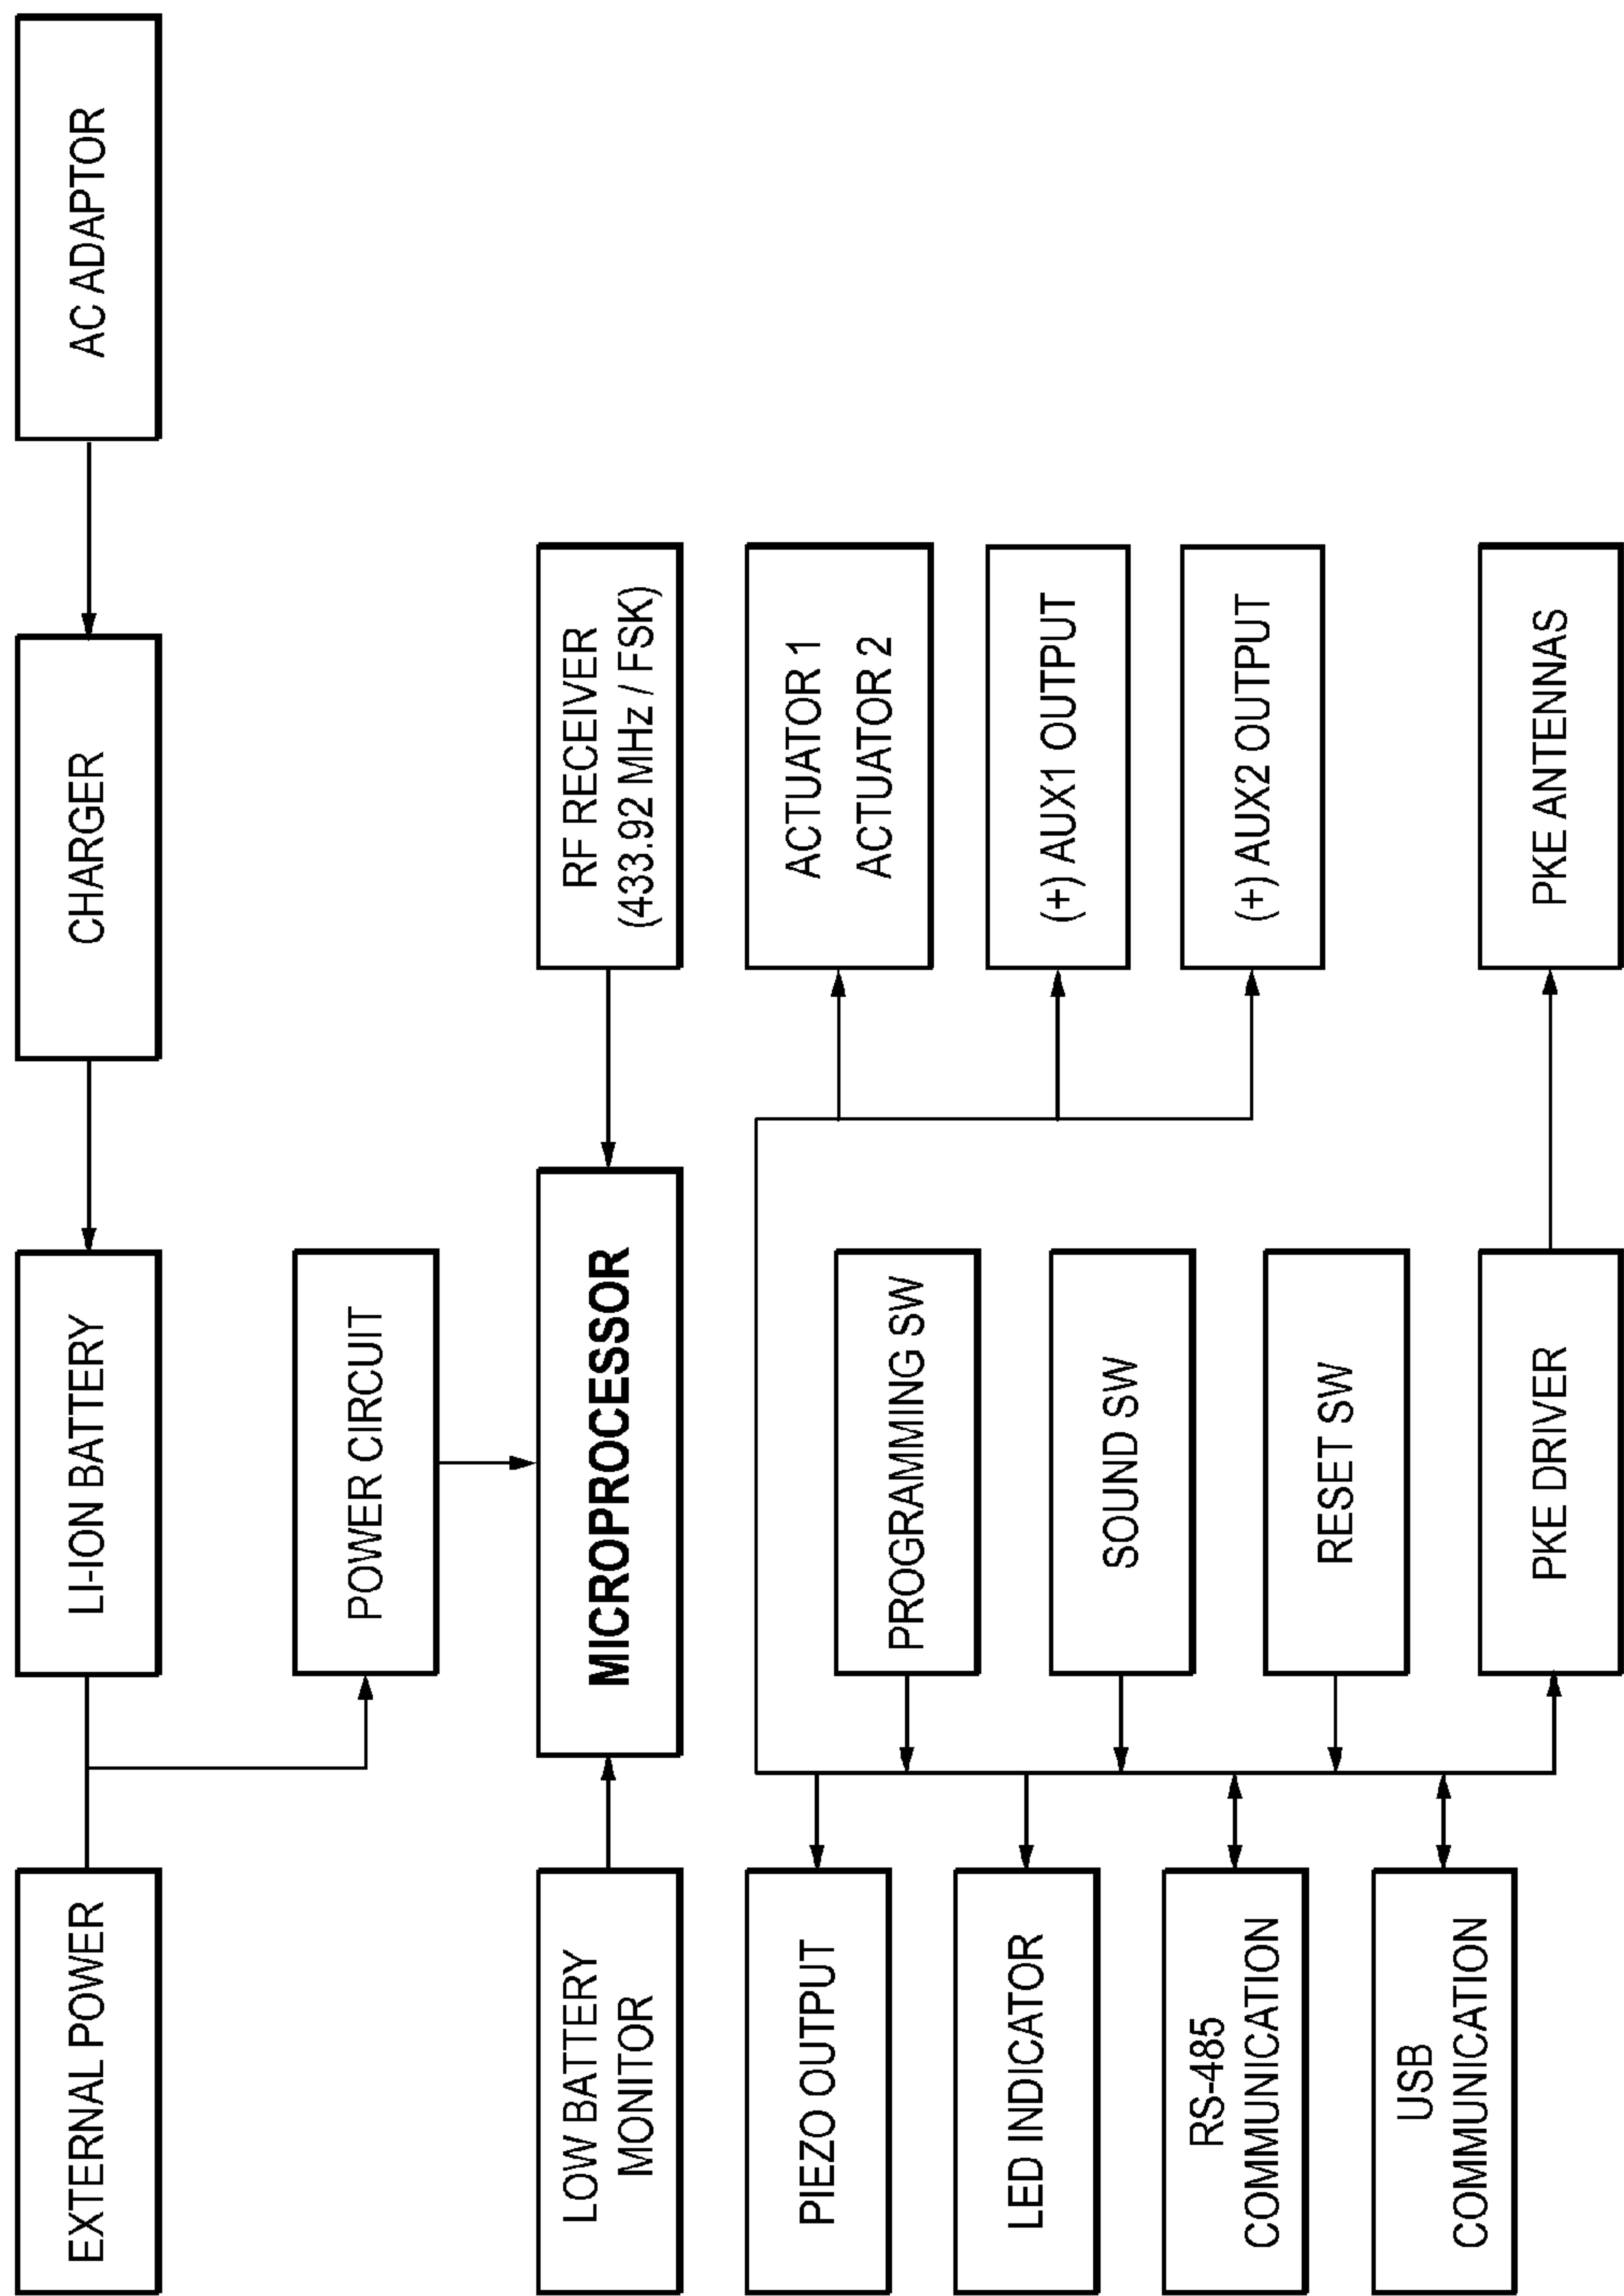 EXTERNAL POWER
LI-ION BATTERY
CHARGER
AC ADAPTOR
POWER CIRCUIT
LOW BATTERY
MONITOR
MICROPROCESSOR
RF RECEIVER
(433.92 MHz / FSK)
PIEZO OUTPUT
ACTUATOR 1
ACTUATOR 2
PROGRAMMING SW
LED INDICATOR
(+) AUX1 OUTPUT
SOUND SW
RS-485
COMMUNICATION
(+) AUX2 OUTPUT
RESET SW
USB
COMMUNICATION
PKE DRIVER
PKE ANTENNAS